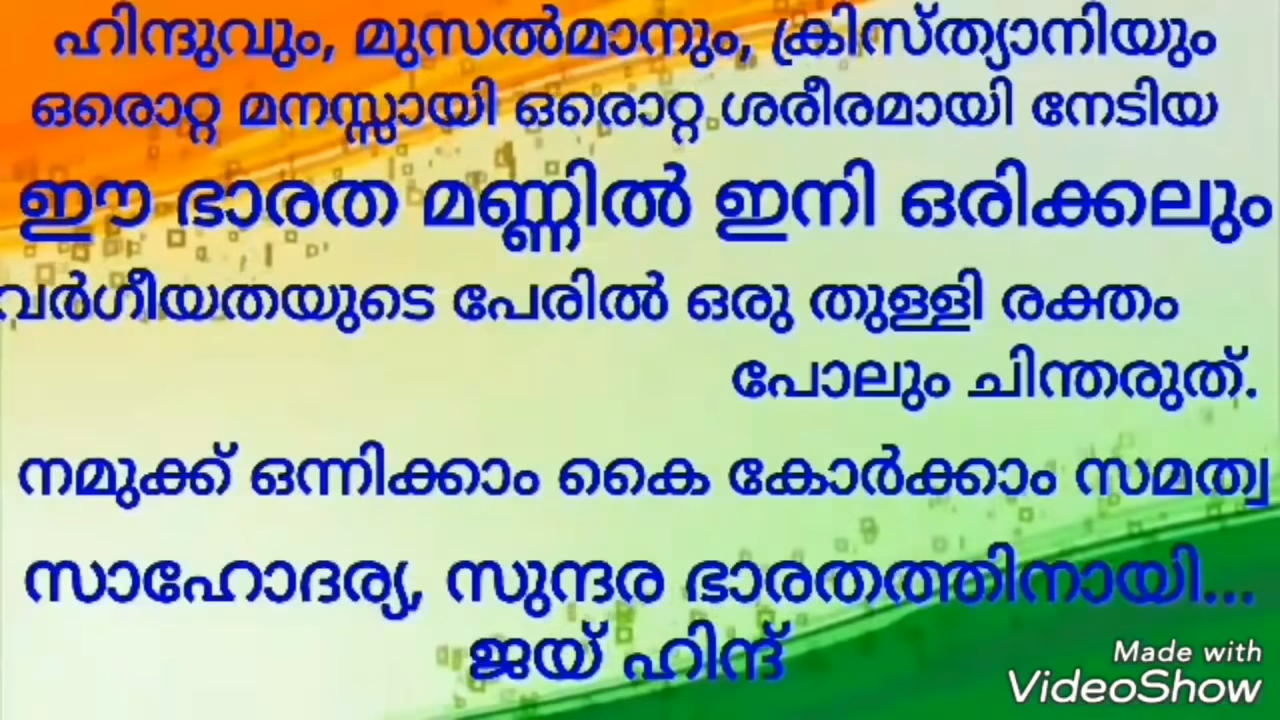 ഹിന്ദുവും, മുസൽമാനും, ക്രിസ്ത്യാനിയും
ഒരൊറ്റ മനസ്സായി ഒരൊറ്റ ശരീരമായി നേടിയ
ഈ ഭാരത മണ്ണിൽ ഇനി ഒരിക്കലും
വർഗീയതയുടെ പേരിൽ ഒരു തുള്ളി രക്തം
പോലും ചിന്തരുത്.
നമുക്ക് ഒന്നിക്കാം കൈ കോർക്കാം സമത്വ
സാഹോദര്യ, സുന്ദര ഭാരതത്തിനായി...
ജയ് ഹിന്ദ്
Made with
VideoShow